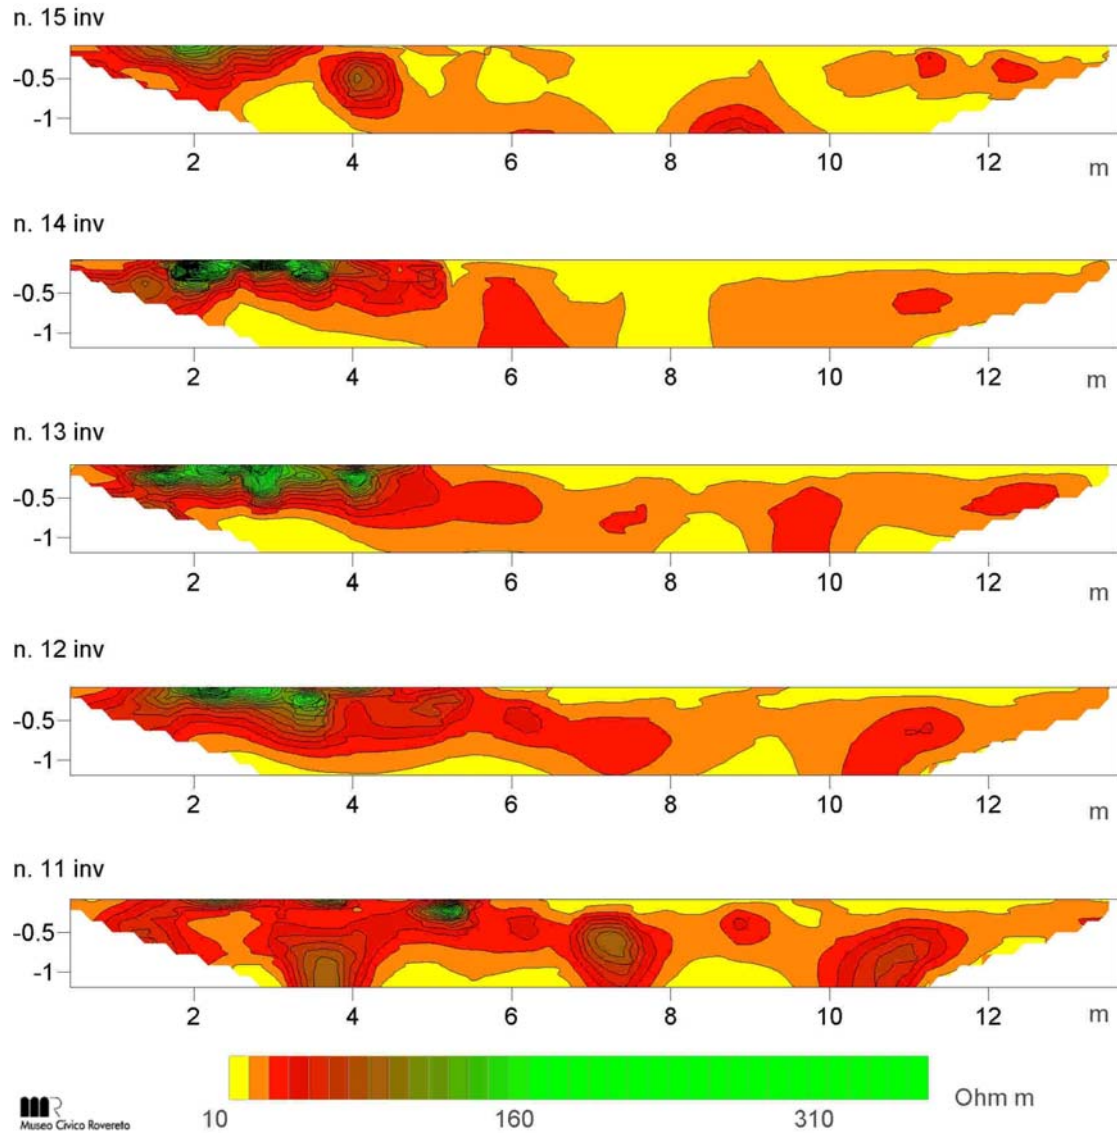 n. 15 inv
-0.5
-1
2 4 6 8 10 12 m
n. 14 inv
-0.5
-1
2 4 6 8 10 12 m
n. 13 inv
-0.5
-1
2 4 6 8 10 12 m
n. 12 inv
-0.5
-1
2 4 6 8 10 12 m
n. 11 inv
-0.5
-1
2 4 6 8 10 12 m
10 160 310 Ohm m
Museo Civico Rovereto